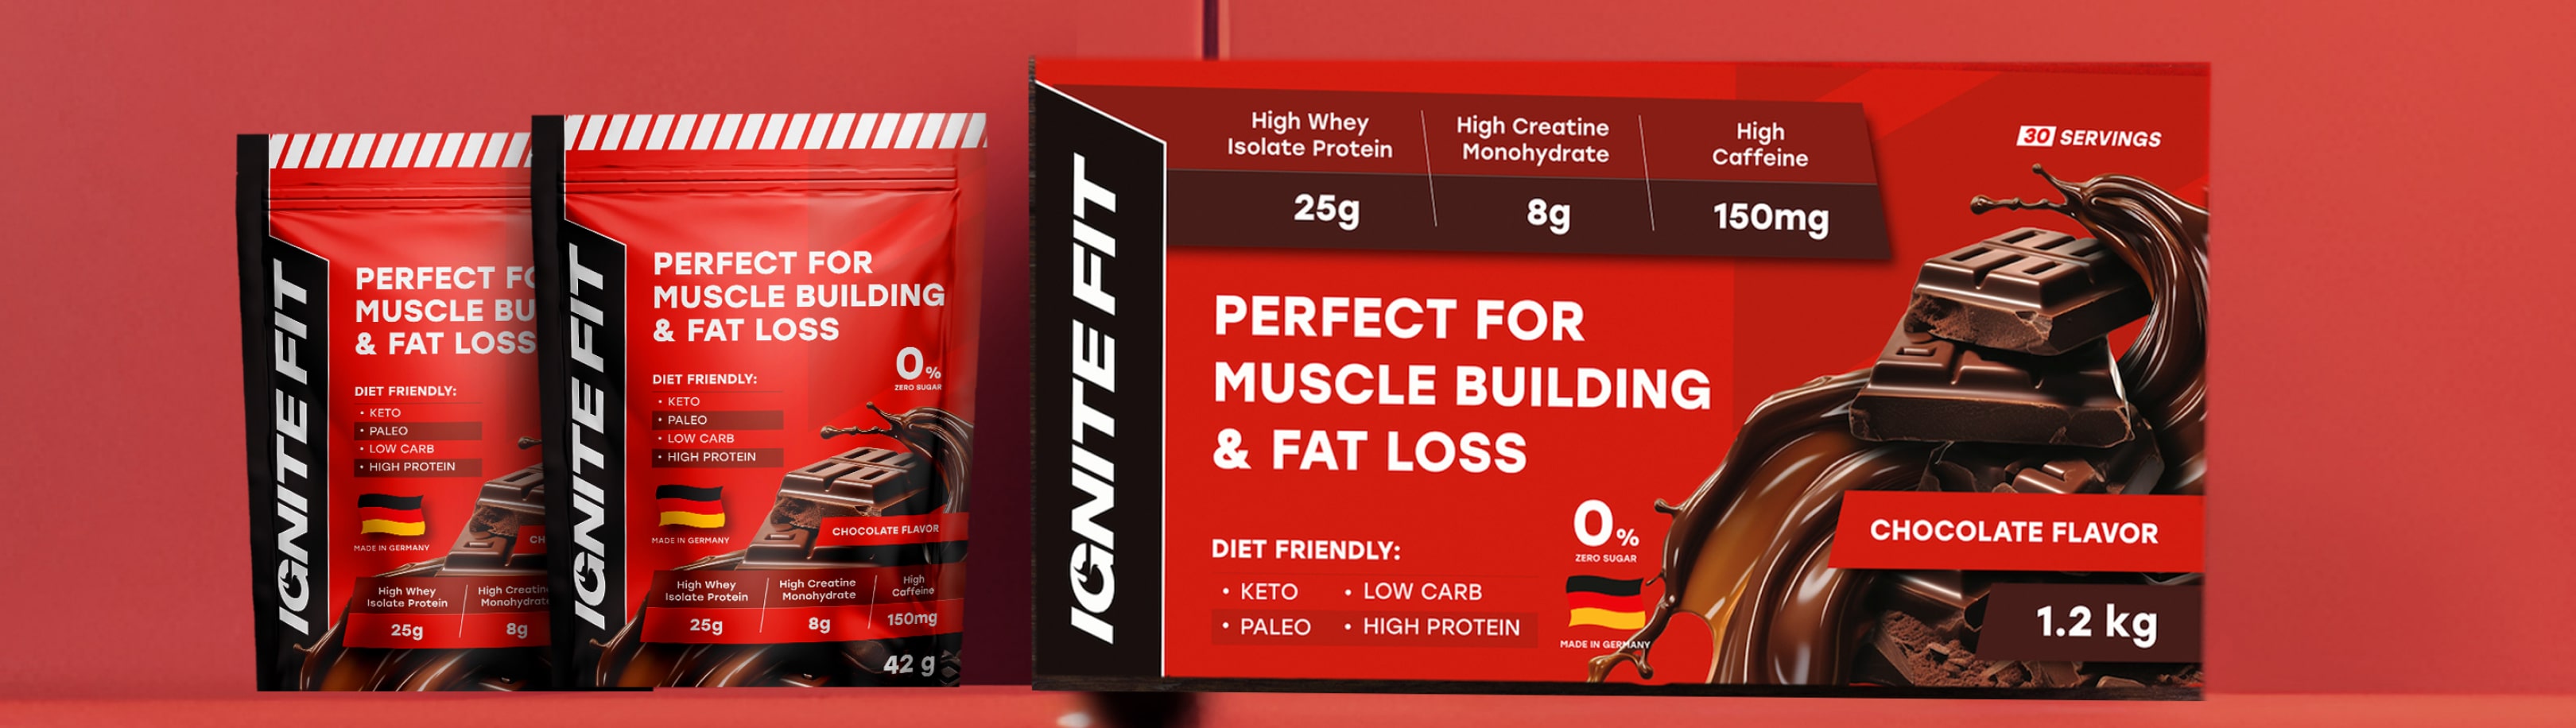 IGNITE FIT
PERFECT FO
MUSCLE BU
& FAT LOSS
DIET FRIENDLY:
• KETO
• PALEO
• LOW CARB
• HIGH PROTEIN
MADE IN GERMANY
CH
High Whey
Isolate Protein
25g
High Creatin
Monohydrate
8g
IGNITE FIT
PERFECT FOR
MUSCLE BUILDING
& FAT LOSS
0%
ZERO SUGAR
DIET FRIENDLY:
• KETO
• PALEO
• LOW CARB
• HIGH PROTEIN
MADE IN GERMANY
CHOCOLATE FLAVOR
High Whey
Isolate Protein
25g
High Creatine
Monohydrate
8g
High
Caffeine
150mg
42 g
IGNITE FIT
High Whey
Isolate Protein
25g
High Creatine
Monohydrate
8g
High
Caffeine
150mg
30 SERVINGS
PERFECT FOR
MUSCLE BUILDING
& FAT LOSS
0%
ZERO SUGAR
DIET FRIENDLY:
• KETO
• PALEO
• LOW CARB
• HIGH PROTEIN
MADE IN GERMANY
CHOCOLATE FLAVOR
1.2 kg